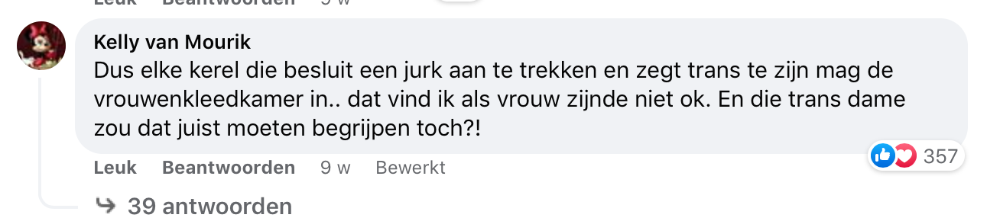 Leuk Beantwoorden 9 w
Kelly van Mourik
Dus elke kerel die besluit een jurk aan te trekken en zegt trans te zijn mag de
vrouwenkleedkamer in.. dat vind ik als vrouw zijnde niet ok. En die trans dame
zou dat juist moeten begrijpen toch?!
357
Leuk Beantwoorden 9 w Bewerkt
39 antwoorden